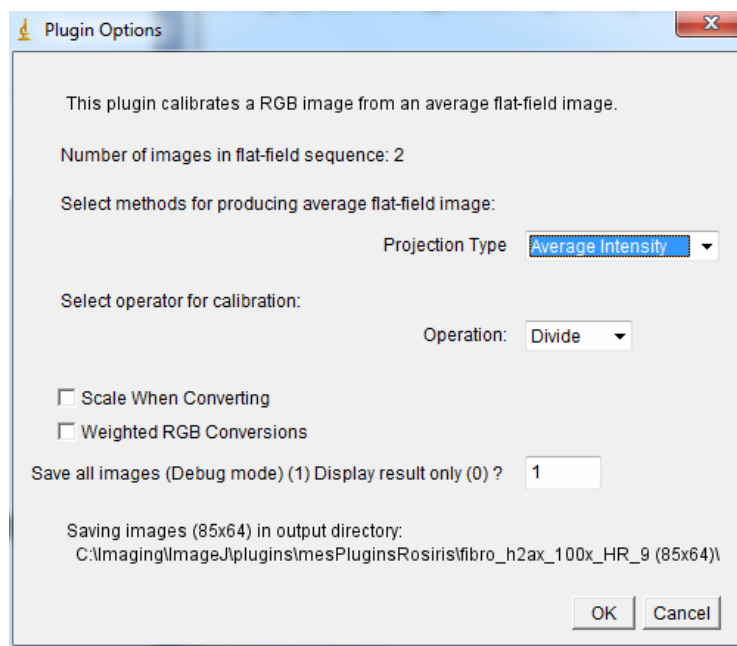 Plugin Options
This plugin calibrates a RGB image from an average flat-field image.
Number of images in flat-field sequence: 2
Select methods for producing average flat-field image:
Projection Type Average Intensity
Select operator for calibration:
Operation: Divide
Scale When Converting
Weighted RGB Conversions
Save all images (Debug mode) (1) Display result only (0) ? 1
Saving images (85x64) in output directory:
C:\Imaging\ImageJ\plugins\mesPluginsRosiris\fibro_h2ax_100x_HR_9 (85x64)\
OK Cancel